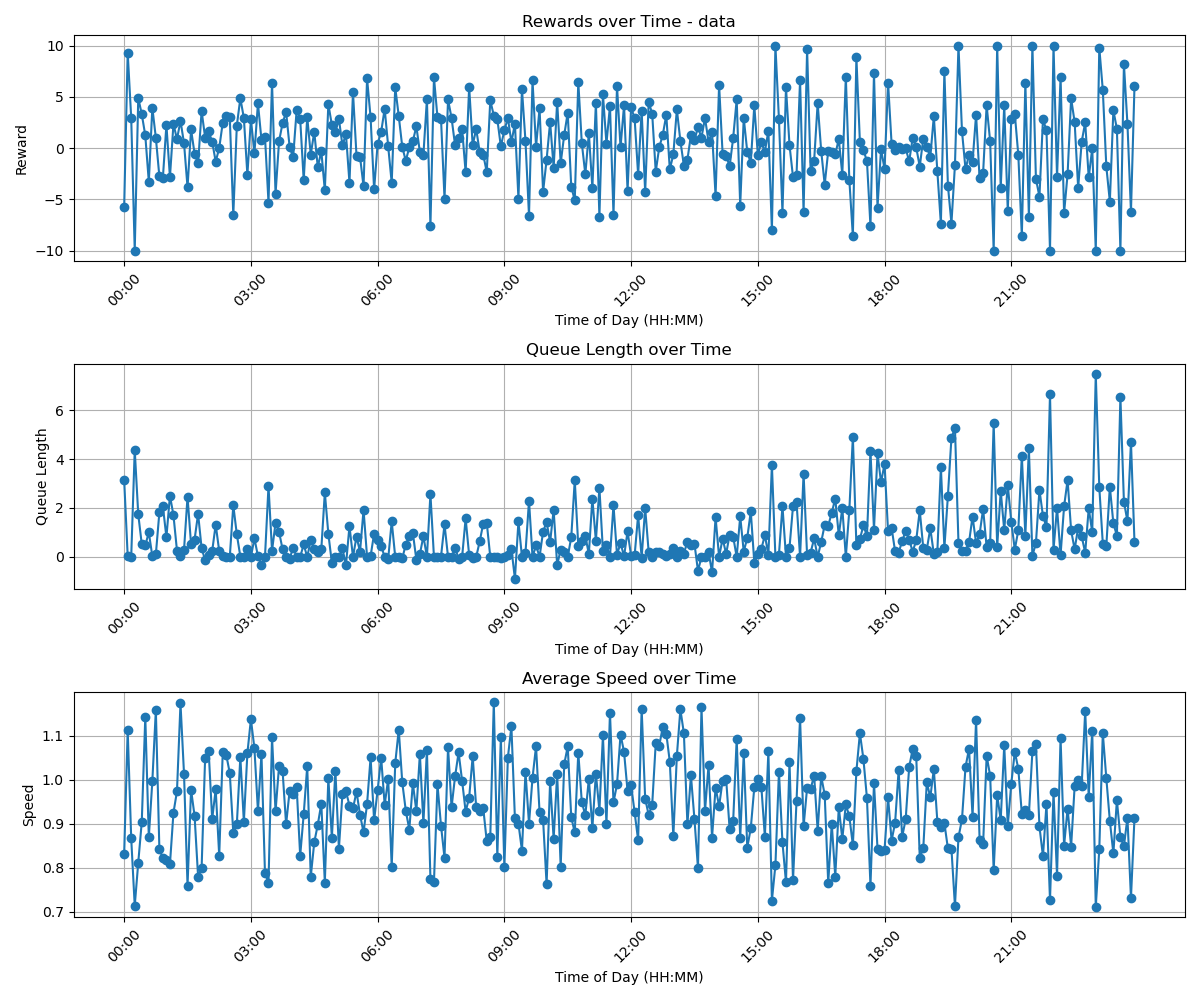 Rewards over Time - data
10
5
0
−5
−10
Reward
00:00 03:00 06:00 09:00 12:00 15:00 18:00 21:00
Time of Day (HH:MM)
Queue Length over Time
6
4
2
0
Queue Length
00:00 03:00 06:00 09:00 12:00 15:00 18:00 21:00
Time of Day (HH:MM)
Average Speed over Time
1.1
1.0
0.9
0.8
0.7
Speed
00:00 03:00 06:00 09:00 12:00 15:00 18:00 21:00
Time of Day (HH:MM)